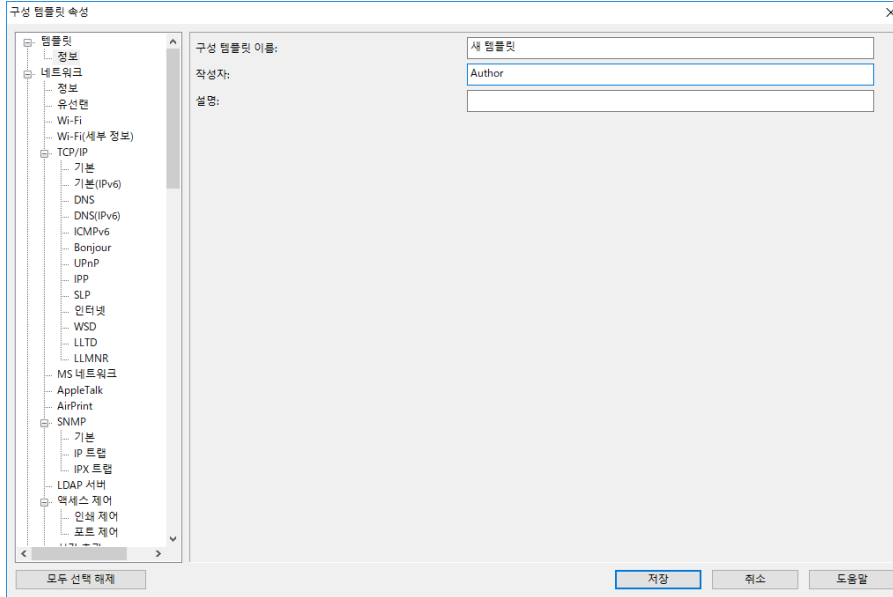 구성 템플릿 속성
템플릿
정보
네트워크
정보
유선랜
Wi-Fi
Wi-Fi(세부 정보)
TCP/IP
기본
기본(IPv6)
DNS
DNS(IPv6)
ICMPv6
Bonjour
UPnP
IPP
SLP
인터넷
WSD
LLTD
LLMNR
MS 네트워크
AppleTalk
AirPrint
SNMP
기본
IP 트랩
IPX 트랩
LDAP 서버
액세스 제어
인쇄 제어
포트 제어
구성 템플릿 이름: 새 템플릿
작성자: Author
설명:
모두 선택 해제 저장 취소 도움말